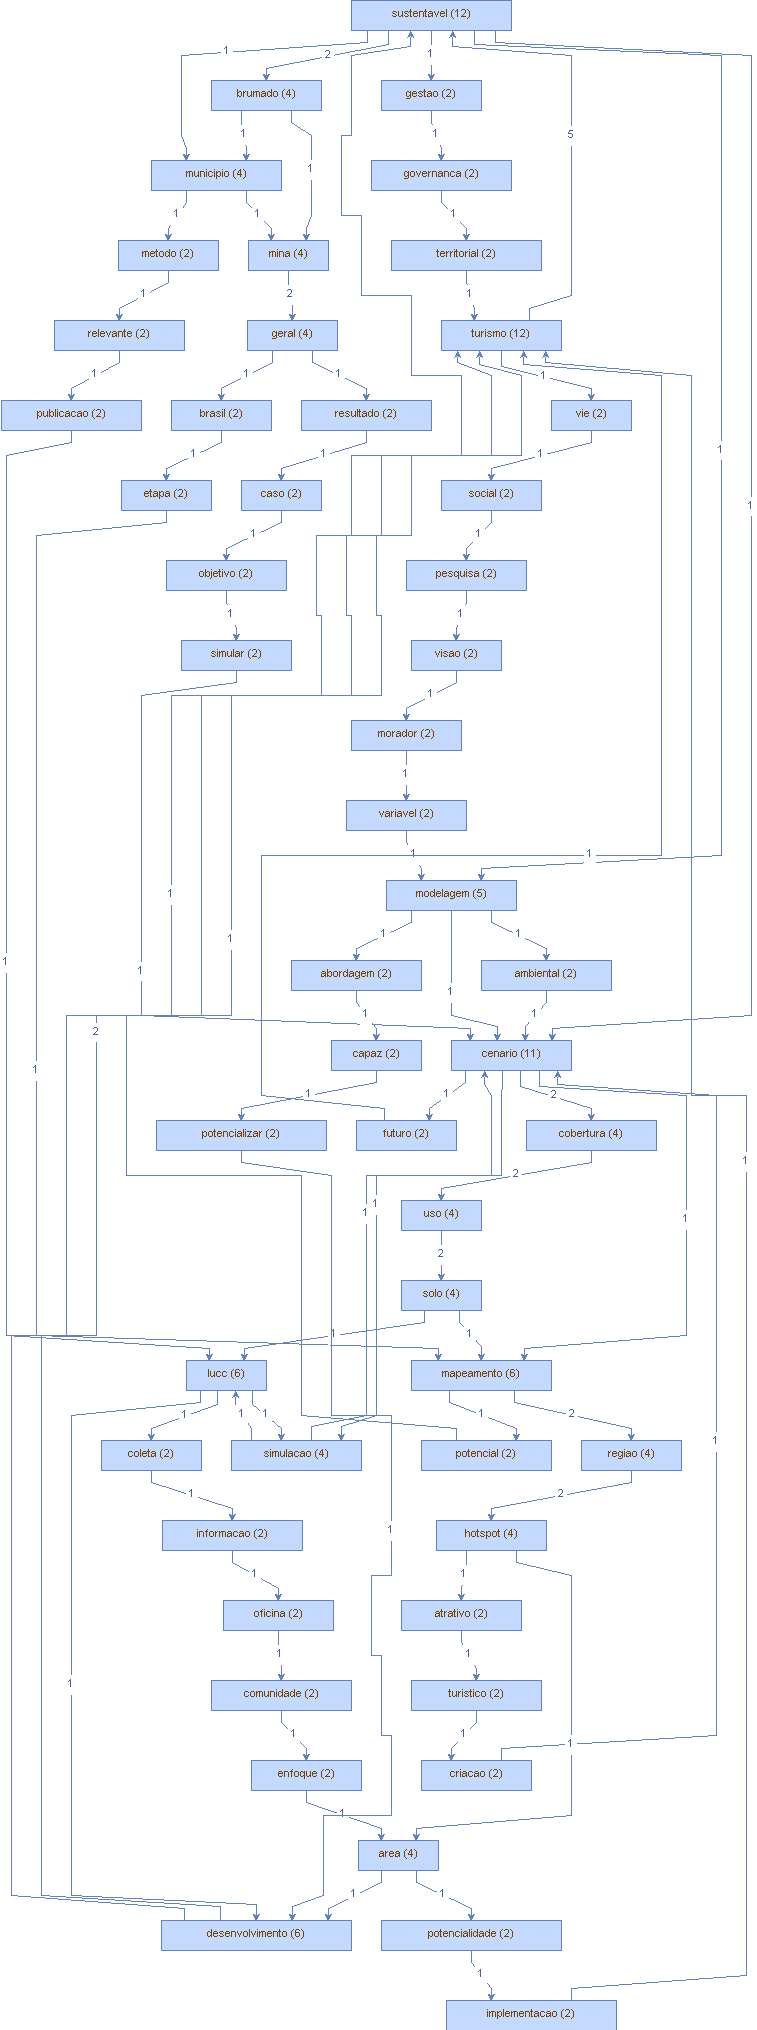 sustentavel (12)
1
2
1
brumado (4)
gestao (2)
1
1
5
1
municipio (4)
governanca (2)
1
1
1
metodo (2)
mina (4)
territorial (2)
1
2
1
relevante (2)
geral (4)
turismo (12)
1
1
1
1
publicacao (2)
brasil (2)
resultado (2)
vie (2)
1
1
1
1
etapa (2)
caso (2)
social (2)
1
1
1
objetivo (2)
pesquisa (2)
1
1
simular (2)
visao (2)
1
morador (2)
1
variavel (2)
1
1
modelagem (5)
1
1
1
1
1
abordagem (2)
ambiental (2)
1
1
1
1
1
2
capaz (2)
cenario (11)
1
1
1
2
potencializar (2)
futuro (2)
cobertura (4)
1
2
1
1
uso (4)
1
2
solo (4)
1
1
lucc (6)
mapeamento (6)
1
1
1
1
2
coleta (2)
simulacao (4)
potencial (2)
regiao (4)
1
1
2
informacao (2)
hotspot (4)
1
1
1
oficina (2)
atrativo (2)
1
1
1
comunidade (2)
turistico (2)
1
1
1
enfoque (2)
criacao (2)
1
area (4)
1
1
desenvolvimento (6)
potencialidade (2)
1
implementacao (2)